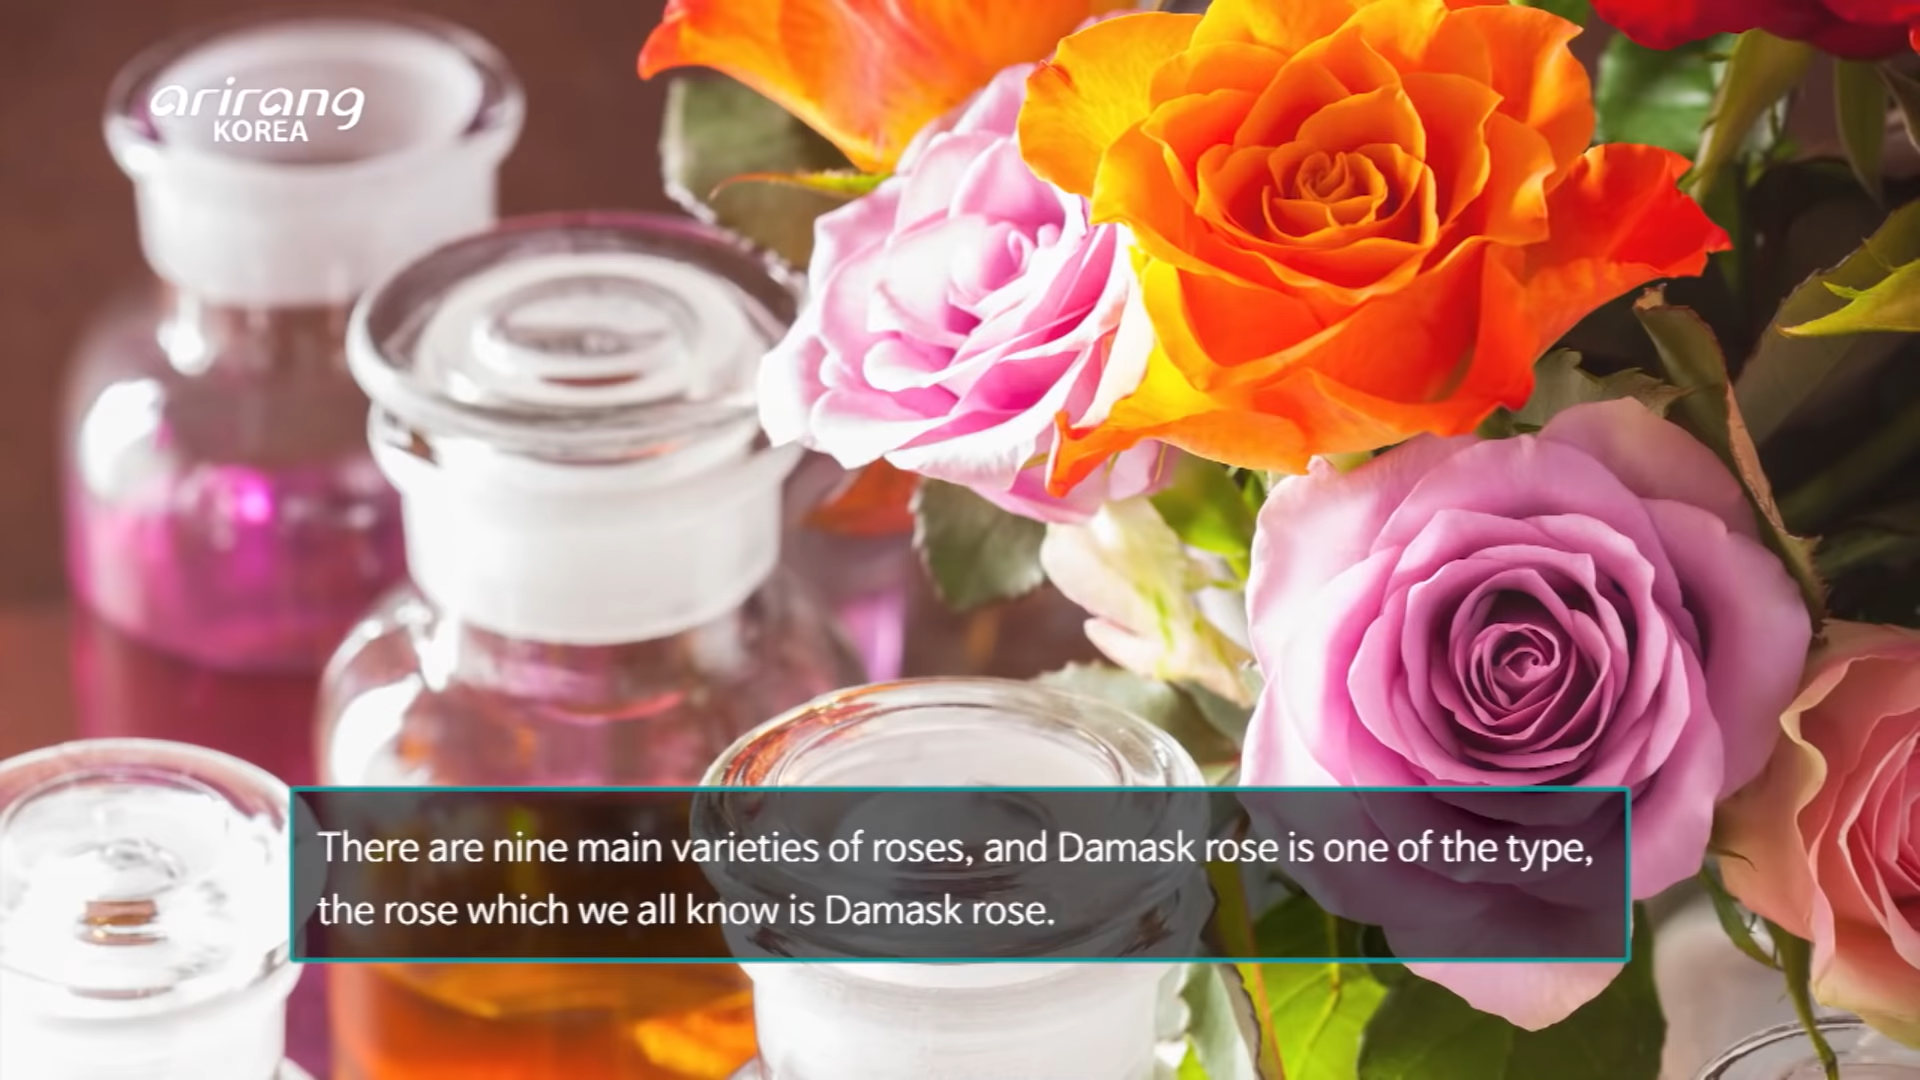 arirang
KOREA
There are nine main varieties of roses, and Damask rose is one of the type,
the rose which we all know is Damask rose.